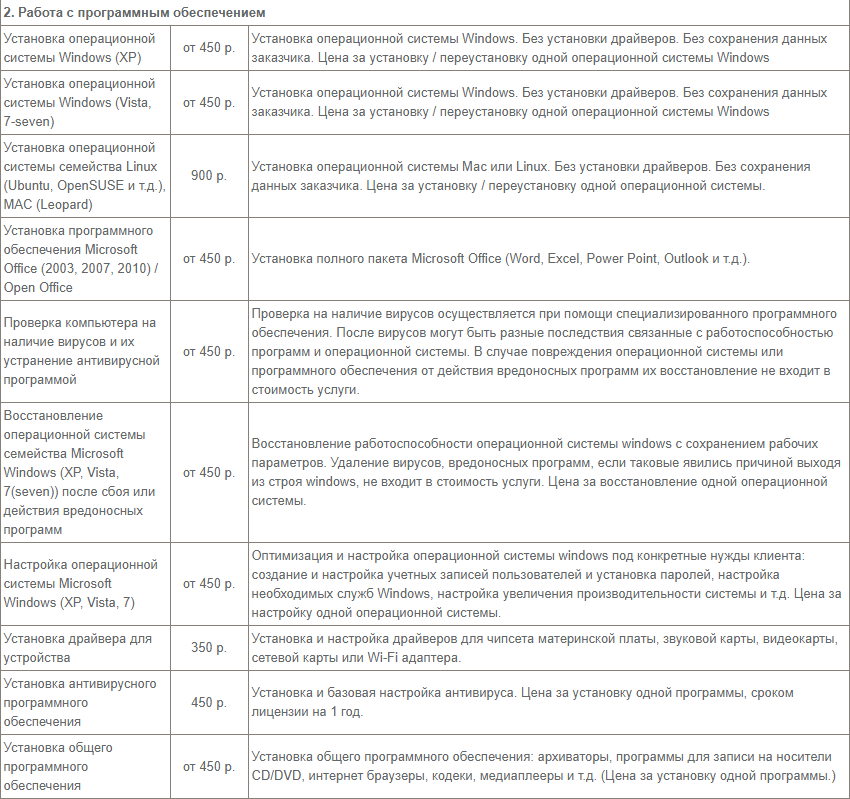 2. Работа с программным обеспечением
Установка операционной
системы Windows (XP)
от 450 р.
Установка операционной системы Windows. Без установки драйверов. Без сохранения данных
заказчика. Цена за установку / переустановку одной операционной системы Windows
Установка операционной
системы Windows (Vista,
7-seven)
от 450 р.
Установка операционной системы Windows. Без установки драйверов. Без сохранения данных
заказчика. Цена за установку / переустановку одной операционной системы Windows
Установка операционной
системы семейства Linux
(Ubuntu, OpenSUSE и т.д.),
MAC (Leopard)
900 р.
Установка операционной системы Mac или Linux. Без установки драйверов. Без сохранения
данных заказчика. Цена за установку / переустановку одной операционной системы.
Установка программного
обеспечения Microsoft
Office (2003, 2007, 2010) /
Open Office
от 450 р.
Установка полного пакета Microsoft Office (Word, Excel, Power Point, Outlook и т.д.).
Проверка компьютера на
наличие вирусов и их
устранение антивирусной
программой
от 450 р.
Проверка на наличие вирусов осуществляется при помощи специализированного программного
обеспечения. После вирусов могут быть разные последствия связанные с работоспособностью
программ и операционной системы. В случае повреждения операционной системы или
программного обеспечения от действия вредоносных программ их восстановление не входит в
стоимость услуги.
Восстановление
операционной системы
семейства Microsoft
Windows (XP, Vista,
7(seven)) после сбоя или
действия вредоносных
программ
от 450 р.
Восстановление работоспособности операционной системы windows с сохранением рабочих
параметров. Удаление вирусов, вредоносных программ, если таковые явились причиной выхода
из строя windows, не входит в стоимость услуги. Цена за восстановление одной операционной
системы.
Настройка операционной
системы Microsoft
Windows (XP, Vista, 7)
от 450 р.
Оптимизация и настройка операционной системы windows под конкретные нужды клиента:
создание и настройка учетных записей пользователей и установка паролей, настройка
необходимых служб Windows, настройка увеличения производительности системы и т.д. Цена за
настройку одной операционной системы.
Установка драйвера для
устройства
350 р.
Установка и настройка драйверов для чипсета материнской платы, звуковой карты, видеокарты,
сетевой карты или Wi-Fi адаптера.
Установка антивирусного
программного
обеспечения
450 р.
Установка и базовая настройка антивируса. Цена за установку одной программы, сроком
лицензии на 1 год.
Установка общего
программного
обеспечения
от 450 р.
Установка общего программного обеспечения: архиваторы, программы для записи на носители
CD/DVD, интернет браузеры, кодеки, медиаплееры и т.д. (Цена за установку одной программы.)